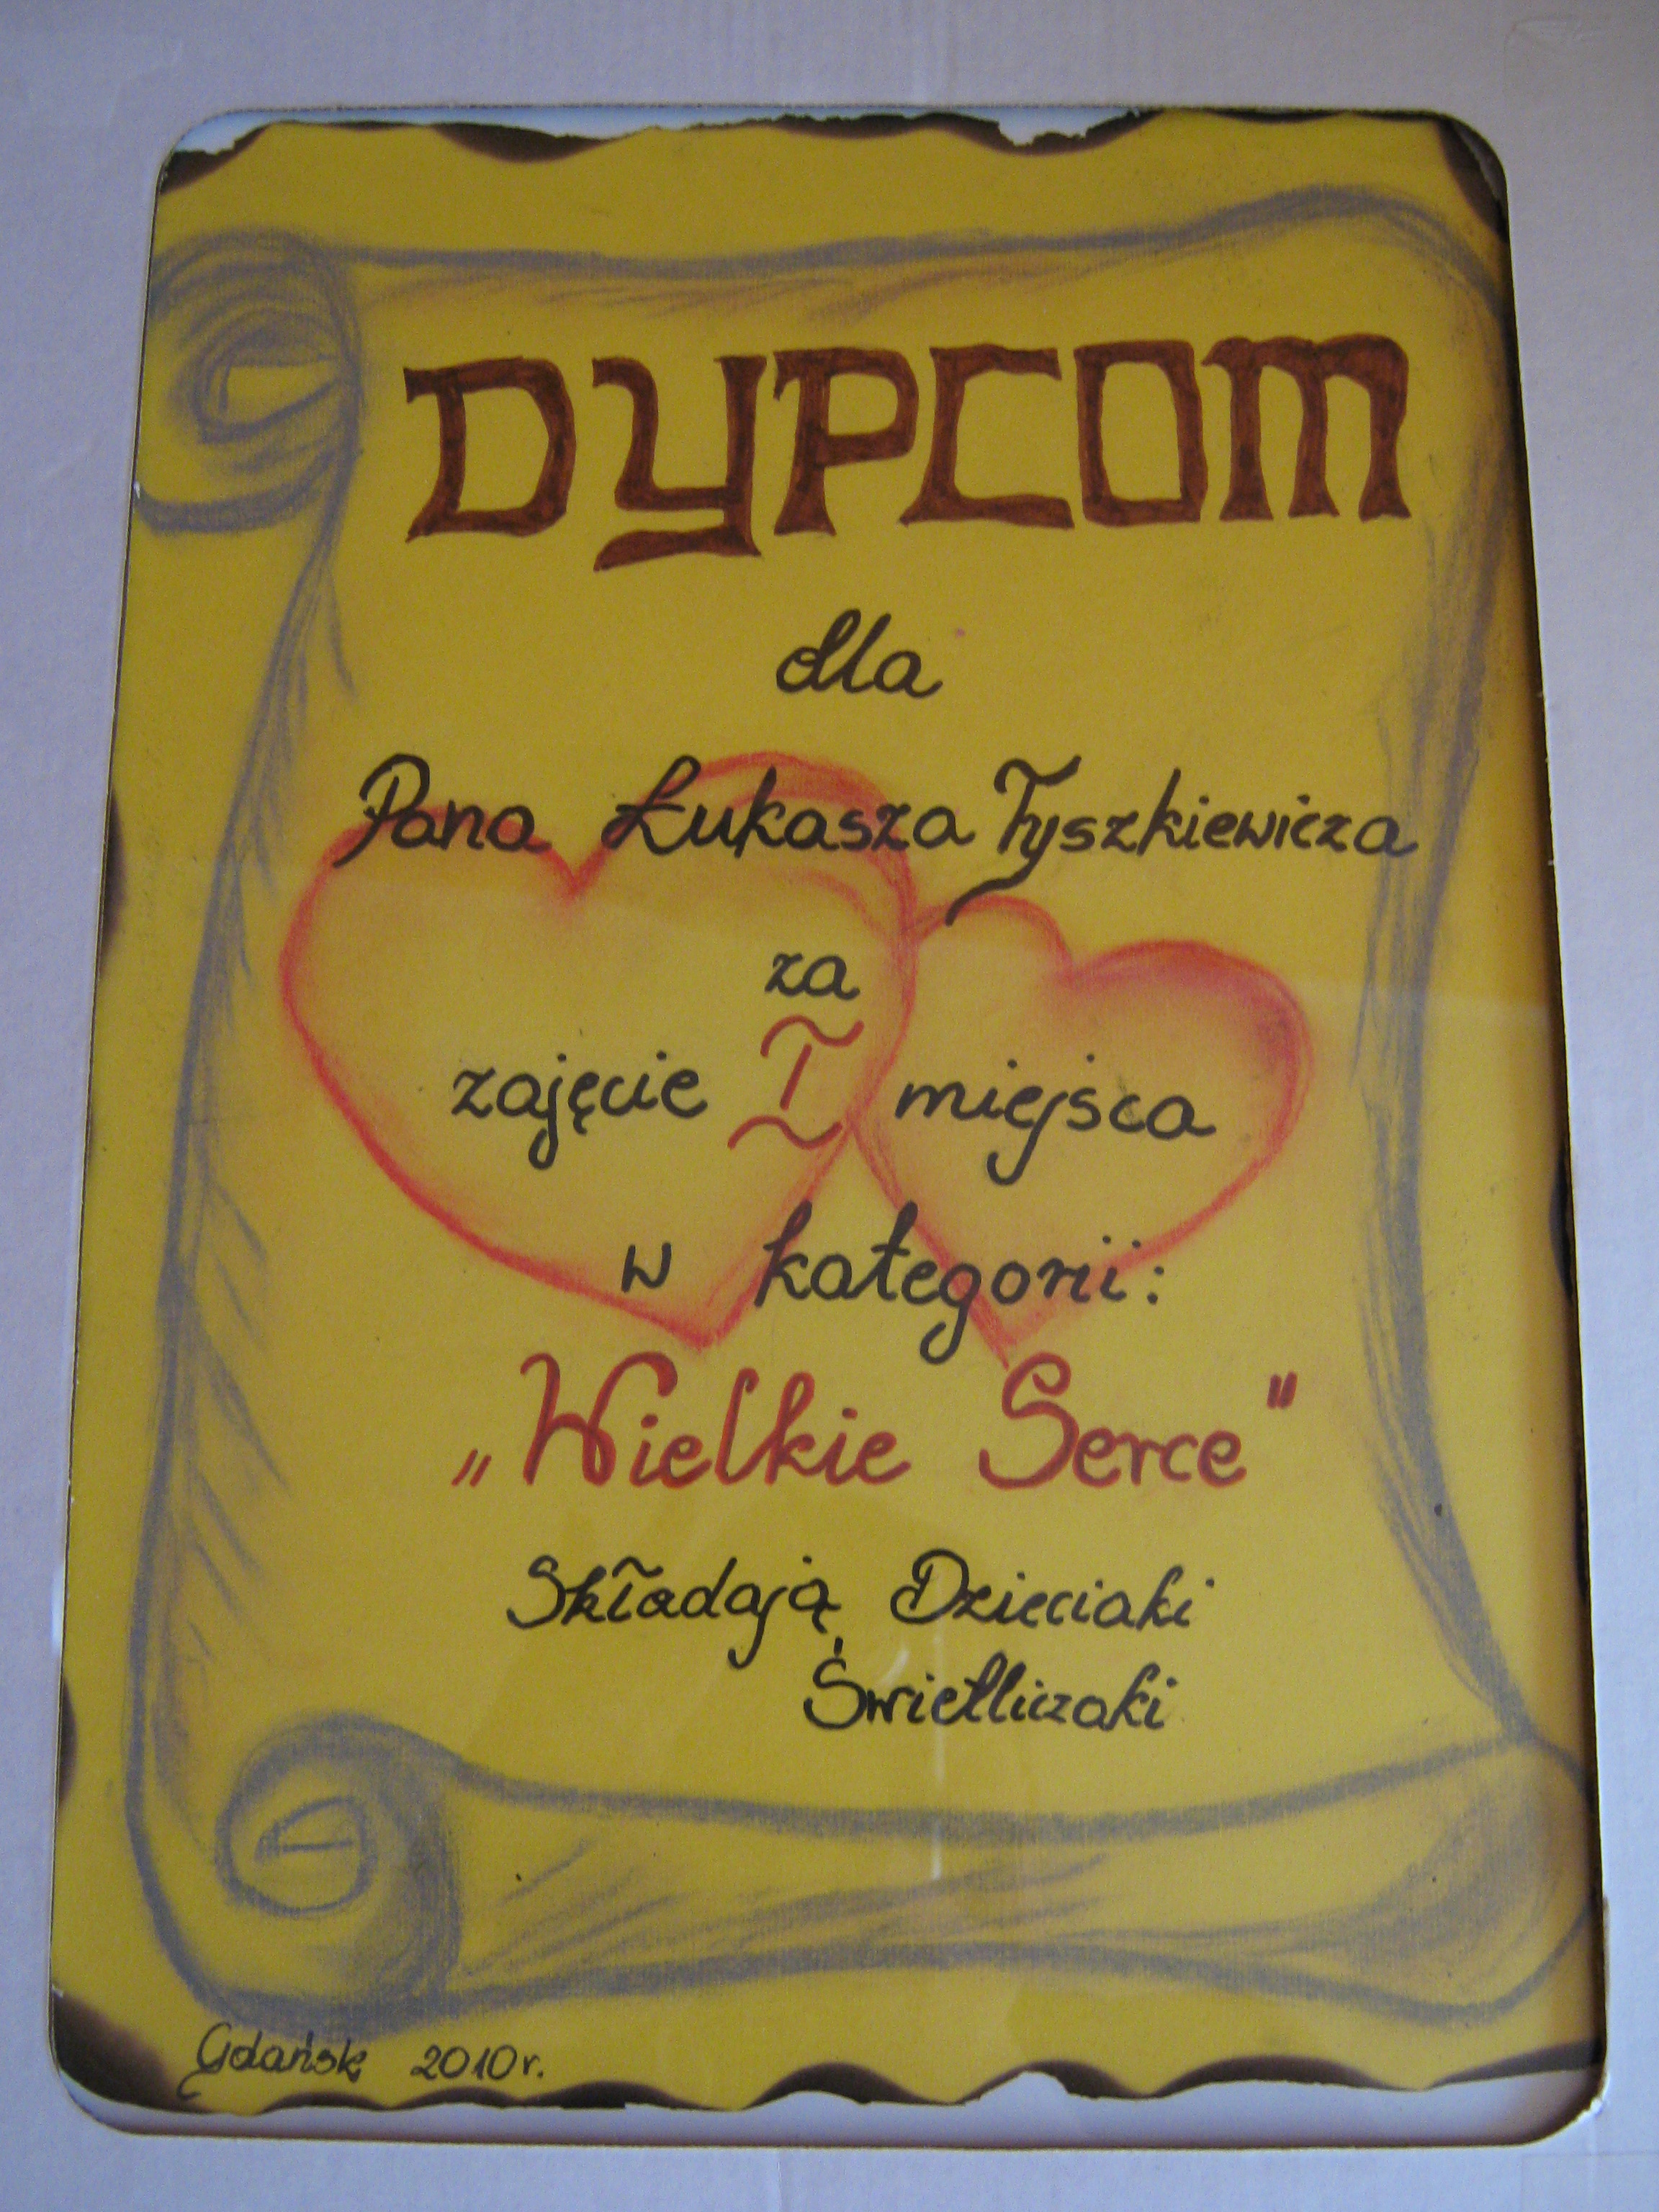 DYPLOM
dla
Pana Łukasza Tyszkiewicza
za
zajęcie I miejsca
w kategorii:
„Wielkie Serce"
Składają Dzieciaki
Świetliczaki
Gdańsk 2010r.